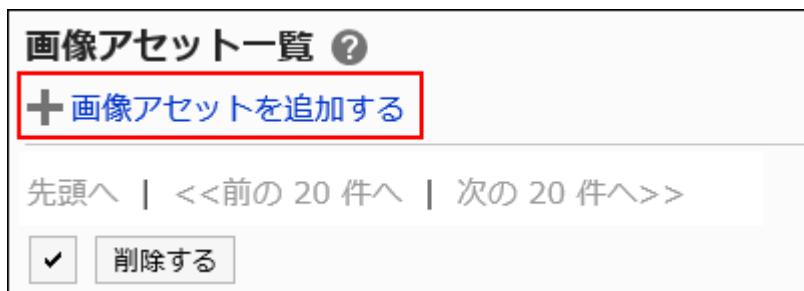 画像アセット一覧 ?
画像アセットを追加する
先頭へ | <<前の 20 件へ | 次の 20 件へ>>
削除する